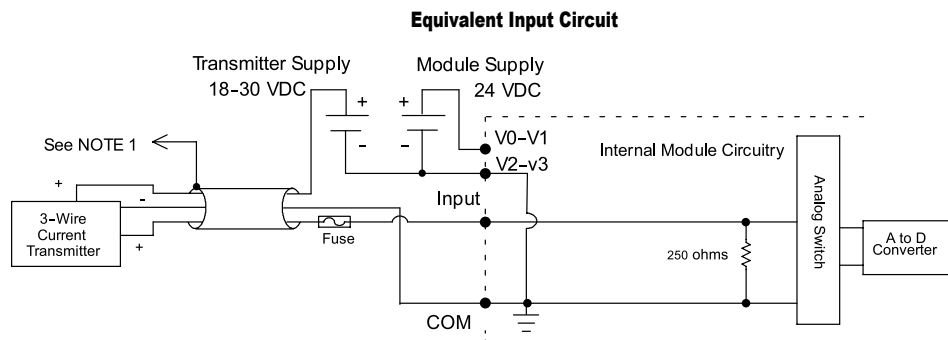 Equivalent Input Circuit
Transmitter Supply
18-30 VDC
Module Supply
24 VDC
+
-
+
-
V0-V1
V2-v3
See NOTE 1
Internal Module Circuitry
Input
+
-
+
3-Wire
Current
Transmitter
Fuse
250 ohms
Analog Switch
A to D
Converter
COM